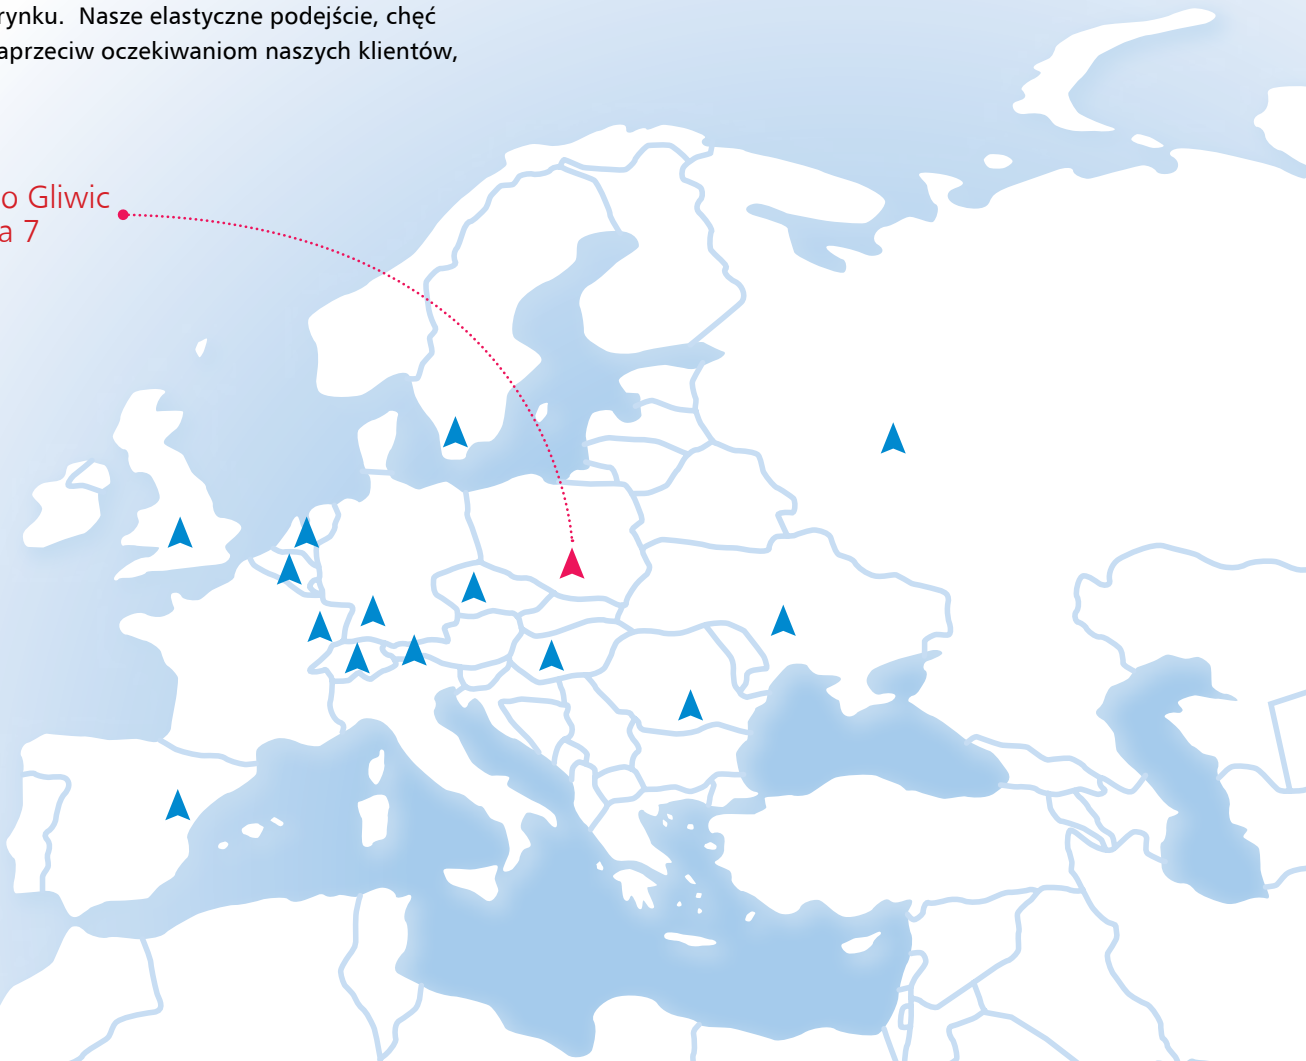 rynku. Nasze elastyczne podejście, chęć
aprzeciw oczekiwaniom naszych klientów,
o Gliwic
a 7